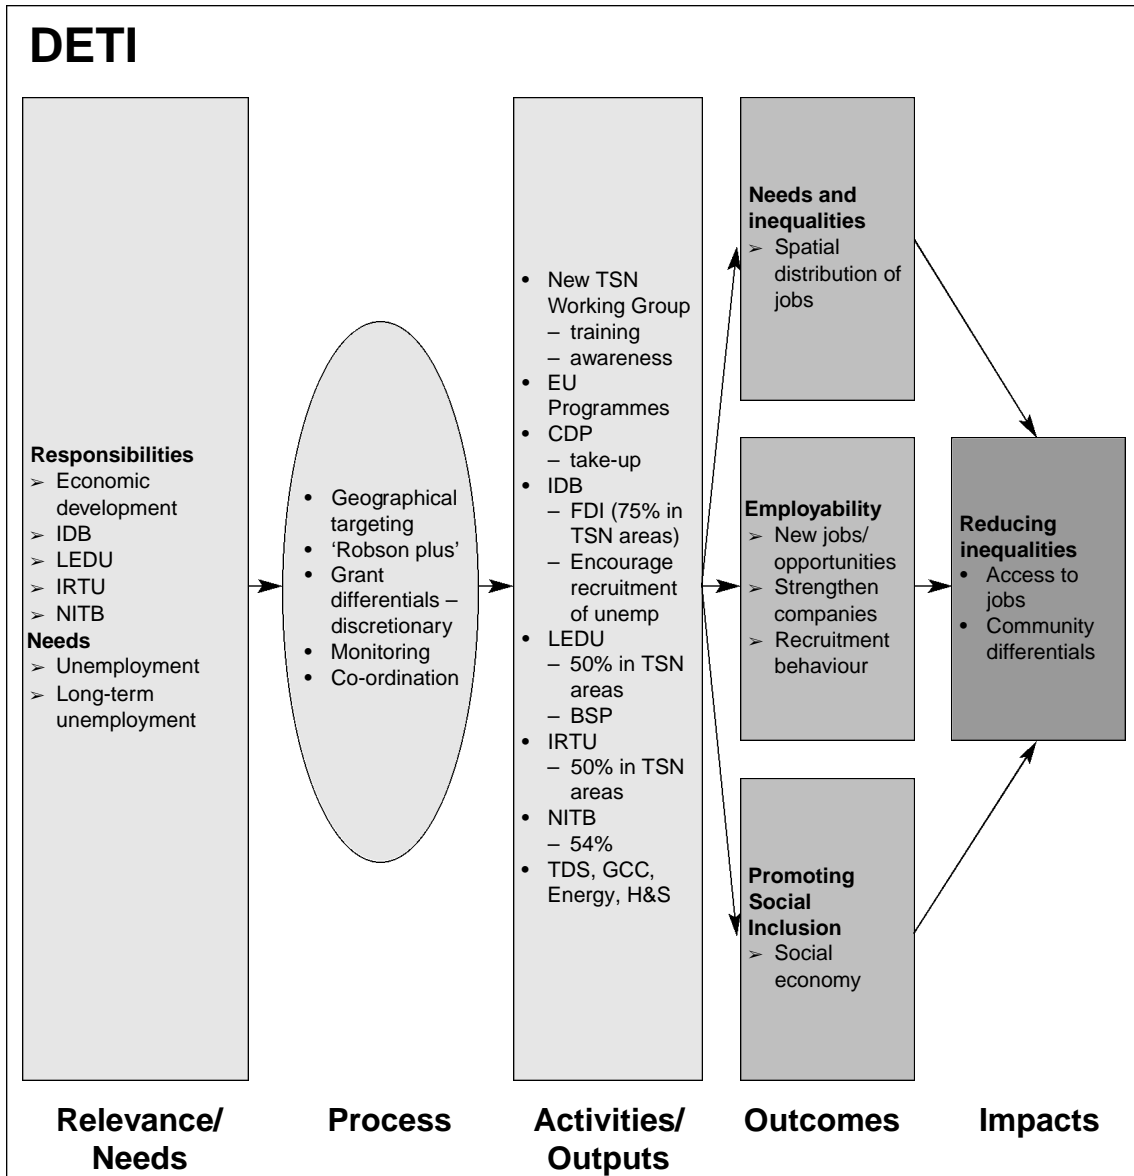 DETI
Responsibilities
➢ Economic
development
➢ IDB
➢ LEDU
➢ IRTU
➢ NITB
Needs
➢ Unemployment
➢ Long-term
unemployment
• Geographical
targeting
• ‘Robson plus’
• Grant
differentials –
discretionary
• Monitoring
• Co-ordination
• New TSN
Working Group
– training
– awareness
• EU
Programmes
• CDP
– take-up
• IDB
– FDI (75% in
TSN areas)
– Encourage
recruitment
of unemp
• LEDU
– 50% in TSN
areas
– BSP
• IRTU
– 50% in TSN
areas
• NITB
– 54%
• TDS, GCC,
Energy, H&S
Needs and
inequalities
➢ Spatial
distribution of
jobs
Employability
➢ New jobs/
opportunities
➢ Strengthen
companies
➢ Recruitment
behaviour
Promoting
Social
Inclusion
➢ Social
economy
Reducing
inequalities
• Access to
jobs
• Community
differentials
Relevance/
Needs
Process
Activities/
Outputs
Outcomes
Impacts